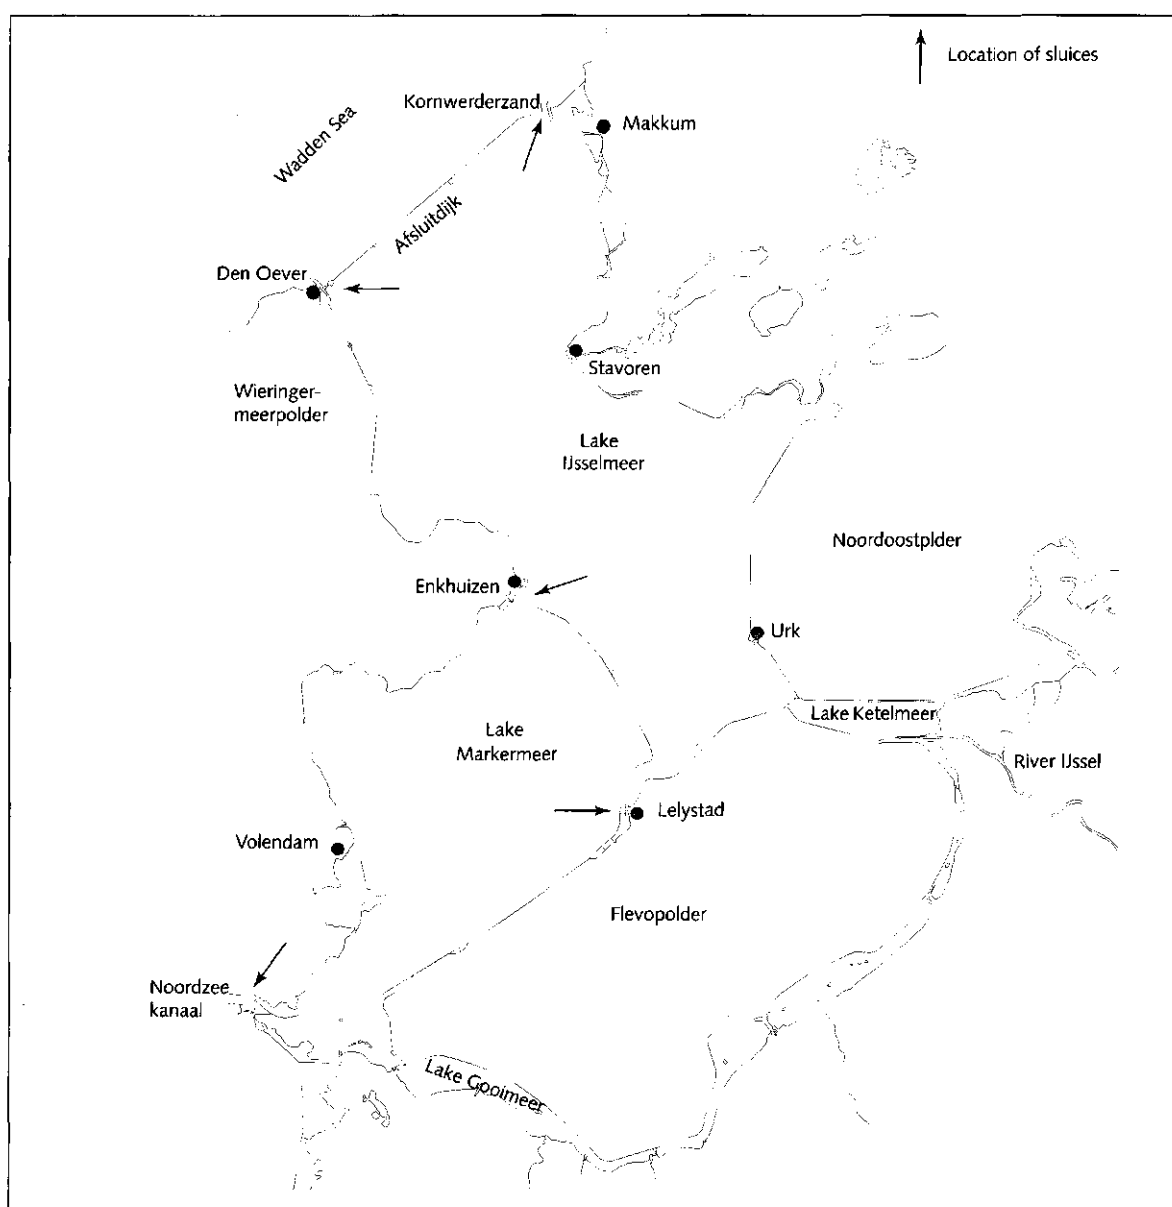 Location of sluices
Kornwerderzand
Makkum
Wadden Sea
Afsluitdijk
Den Oever
Stavoren
Wieringer-
meerpolder
Lake
IJsselmeer
Noordoostplder
Enkhuizen
Urk
Lake Ketelmeer
Lake
Markermeer
River IJssel
Lelystad
Volendam
Flevopolder
Noordzee
kanaal
Lake Gooimeer